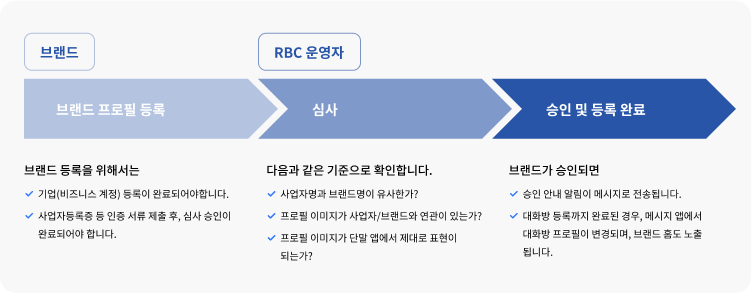 브랜드
RBC 운영자
브랜드 프로필 등록
심사
승인 및 등록 완료
브랜드 등록을 위해서는
기업(비즈니스 계정) 등록이 완료되어야합니다.
사업자등록증 등 인증 서류 제출 후, 심사 승인이
완료되어야 합니다.
다음과 같은 기준으로 확인합니다.
사업자명과 브랜드명이 유사한가?
프로필 이미지가 사업자/브랜드와 연관이 있는가?
프로필 이미지가 단말 앱에서 제대로 표현이
되는가?
브랜드가 승인되면
승인 안내 알림이 메시지로 전송됩니다.
대화방 등록까지 완료된 경우, 메시지 앱에서
대화방 프로필이 변경되며, 브랜드 홈도 노출
됩니다.